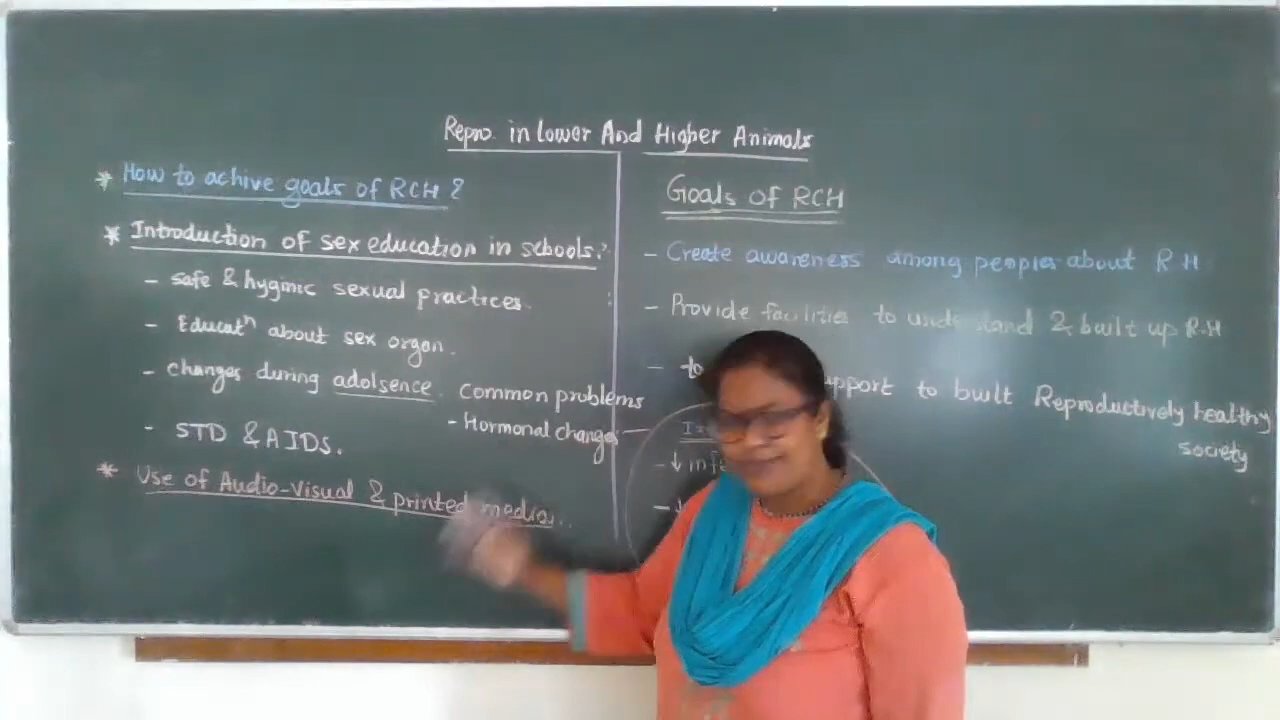 Repro. in Lower And Higher Animals
* How to achive goals of RCH ?
* Introduction of sex education in schools:
- safe & hyginic sexual practices.
- Educatⁿ about sex organ.
- changes during adolsence. Common problems
- Hormonal changes
- STD & AIDs.
* Use of Audio-Visual & printed media..
Goals of RCH
- Create awareness among peoples about R H
- Provide facilities to understand & built up R.H
- to support to built Reproductively healthy
society
- ↓
- ↓